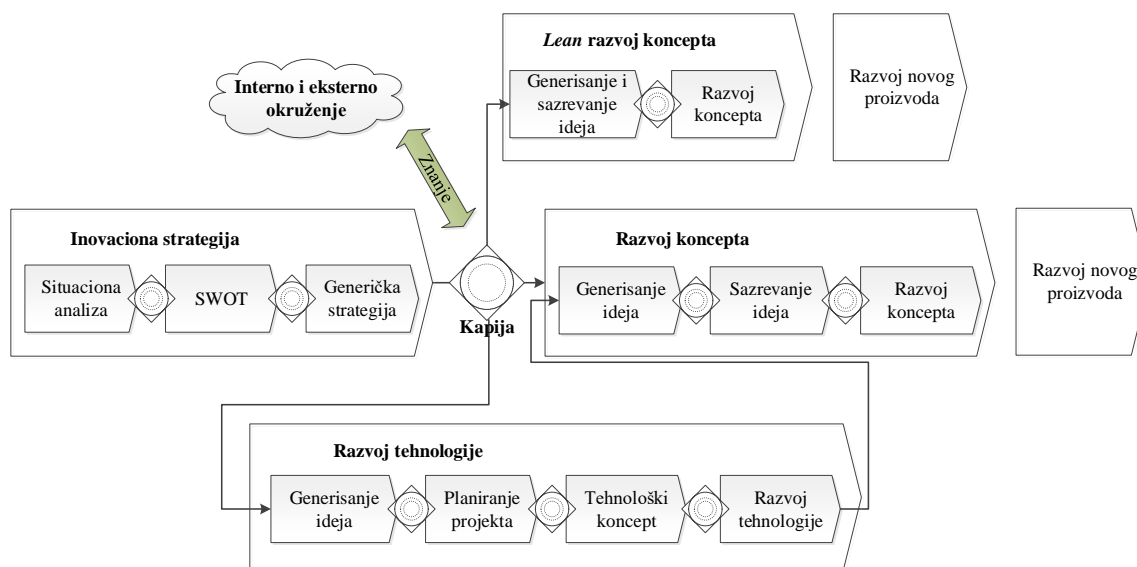 Lean razvoj koncepta
Generisanje i
sazrevanje
ideja
Razvoj
koncepta
Razvoj novog
proizvoda
Interno i eksterno
okruženje
Znanje
Inovaciona strategija
Situaciona
analiza
SWOT
Generička
strategija
Kapija
Razvoj koncepta
Generisanje
ideja
Sazrevanje
ideja
Razvoj
koncepta
Razvoj novog
proizvoda
Razvoj tehnologije
Generisanje
ideja
Planiranje
projekta
Tehnološki
koncept
Razvoj
tehnologije